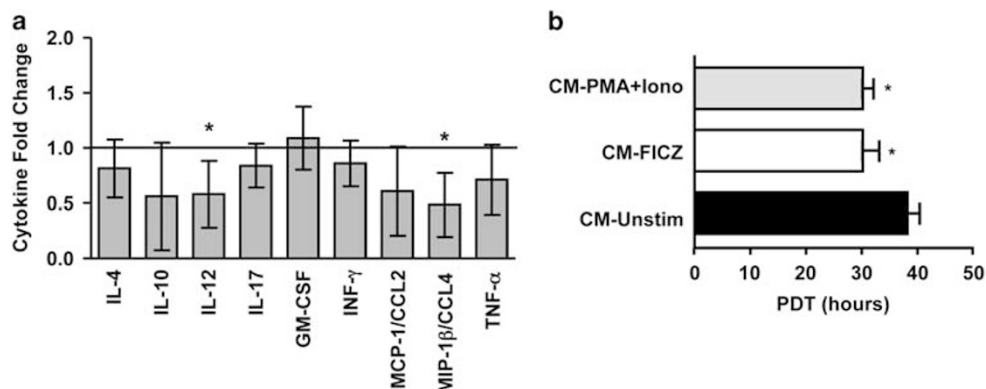 a
2.0
1.5
1.0
0.5
0.0
Cytokine Fold Change
*
*
IL-4
IL-10
IL-12
IL-17
GM-CSF
INF-γ
MCP-1/CCL2
MIP-1β/CCL4
TNF-α
b
CM-PMA+Iono
*
CM-FICZ
*
CM-Unstim
0 10 20 30 40 50
PDT (hours)